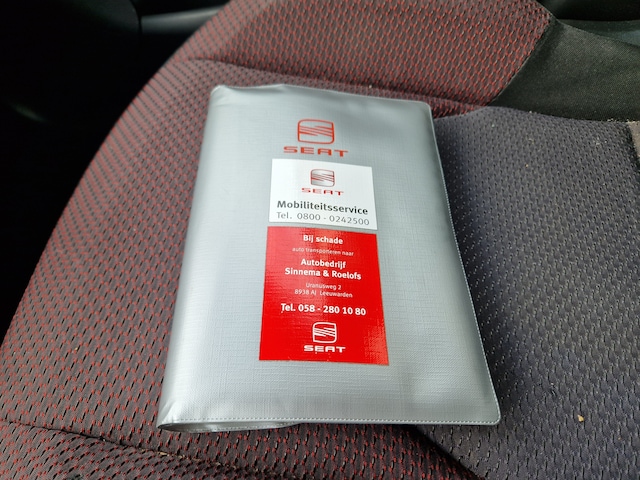 SEAT
SEAT
Mobiliteitsservice
Tel. 0800 - 0242500
Bij schade
auto transporteren naar
Autobedrijf
Sinnema & Roelofs
Uraniusweg 2
8938 AJ Leeuwarden
Tel. 058 - 280 10 80
SEAT